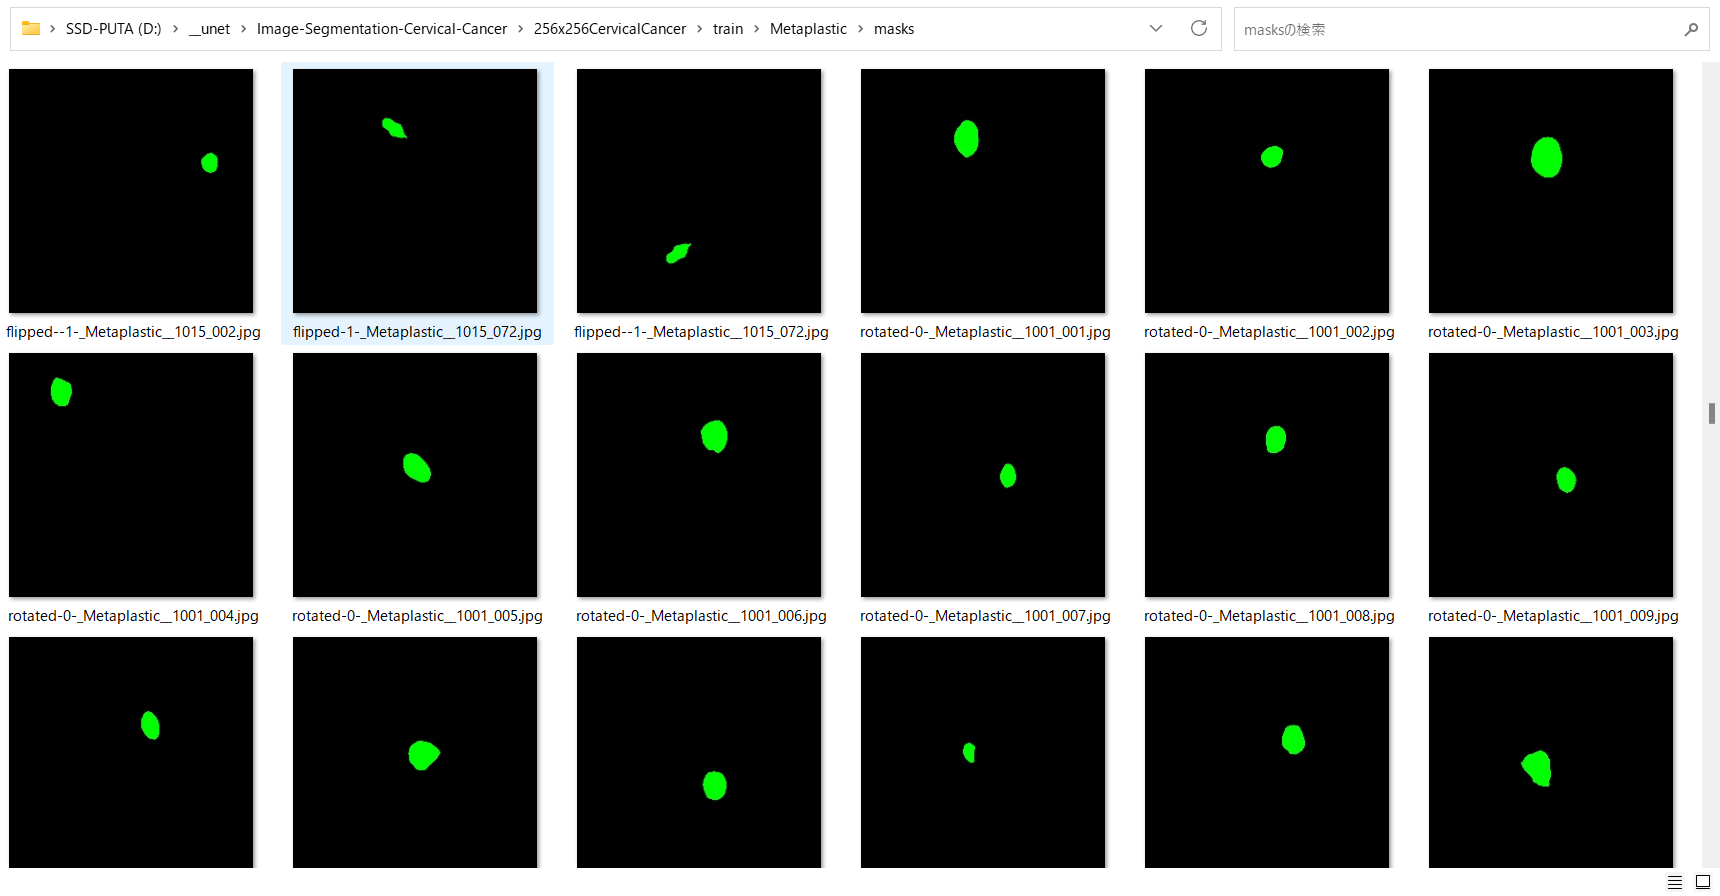 SSD-PUTA (D:) > __unet > Image-Segmentation-Cervical-Cancer > 256x256CervicalCancer > train > Metaplastic > masks
masksの検索
flipped--1-_Metaplastic__1015_002.jpg
flipped-1-_Metaplastic__1015_072.jpg
flipped--1-_Metaplastic__1015_072.jpg
rotated-0-_Metaplastic__1001_001.jpg
rotated-0-_Metaplastic__1001_002.jpg
rotated-0-_Metaplastic__1001_003.jpg
rotated-0-_Metaplastic__1001_004.jpg
rotated-0-_Metaplastic__1001_005.jpg
rotated-0-_Metaplastic__1001_006.jpg
rotated-0-_Metaplastic__1001_007.jpg
rotated-0-_Metaplastic__1001_008.jpg
rotated-0-_Metaplastic__1001_009.jpg